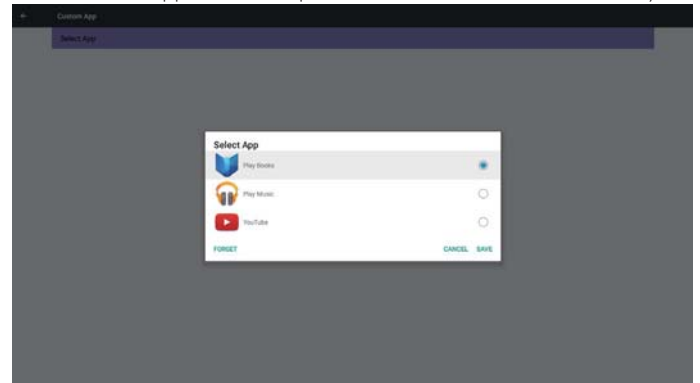 Custom App
Select App
Select App
Play Books
Play Music
YouTube
FORGET
CANCEL SAVE